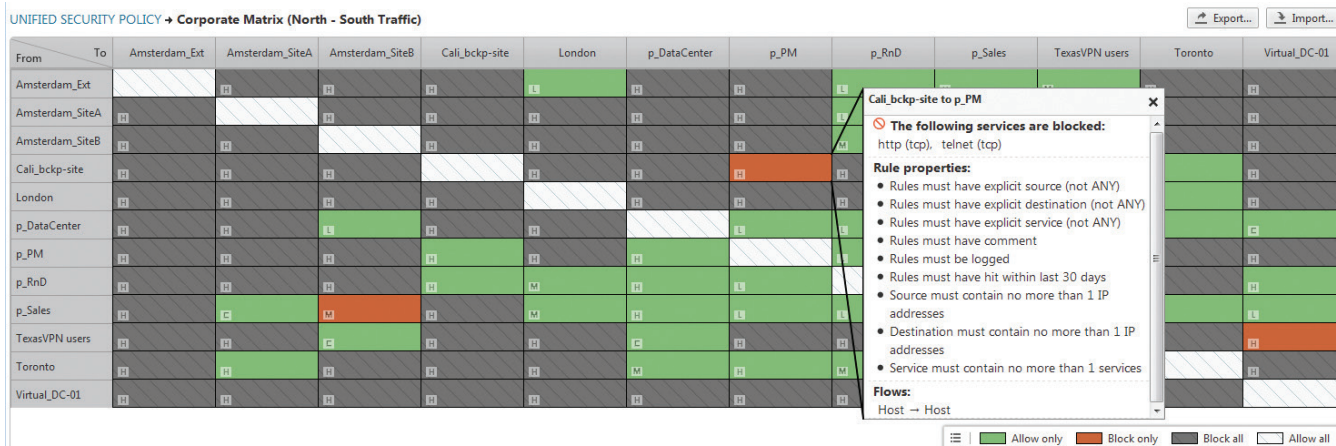 UNIFIED SECURITY POLICY → Corporate Matrix (North - South Traffic)
Export... Import...
From To Amsterdam_Ext Amsterdam_SiteA Amsterdam_SiteB Cali_bckp-site London p_DataCenter p_PM p_RnD p_Sales TexasVPN users Toronto Virtual_DC-01
Amsterdam_Ext H H H L H H L H
Amsterdam_SiteA H H H H H H L H
Amsterdam_SiteB H H H H H H M H
Cali_bckp-site H H H H H H H H
London H H H H H H H H
p_DataCenter H H L H H L L C
p_PM H H H H H H H
p_RnD H H H H M H L H
p_Sales H C M H M H L L L
TexasVPN users H H C H H C H H H
Toronto H H H H H M H M H
Virtual_DC-01 H H H H H H H
Cali_bckp-site to p_PM
The following services are blocked:
http (tcp), telnet (tcp)
Rule properties:
• Rules must have explicit source (not ANY)
• Rules must have explicit destination (not ANY)
• Rules must have explicit service (not ANY)
• Rules must have comment
• Rules must be logged
• Rules must have hit within last 30 days
• Source must contain no more than 1 IP
addresses
• Destination must contain no more than 1 IP
addresses
• Service must contain no more than 1 services
Flows:
Host → Host
Allow only Block only Block all Allow all